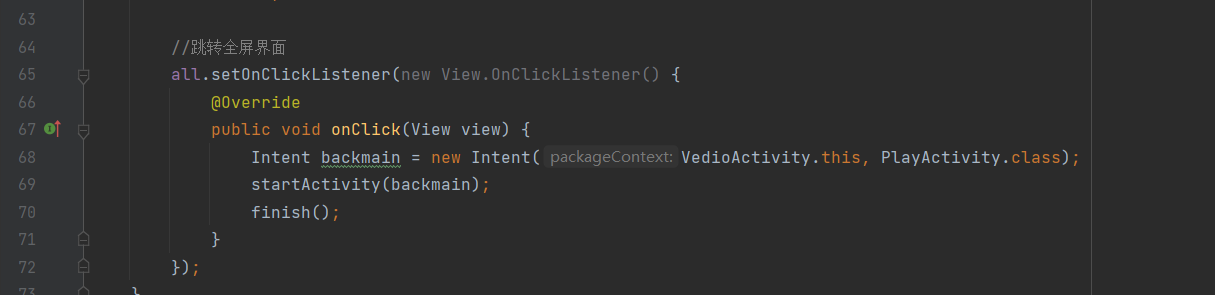 63
64 //跳转全屏界面
65 all.setOnClickListener(new View.OnClickListener() {
66 @Override
67 public void onClick(View view) {
68 Intent backmain = new Intent( packageContext: VedioActivity.this, PlayActivity.class);
69 startActivity(backmain);
70 finish();
71 }
72 });
73 }